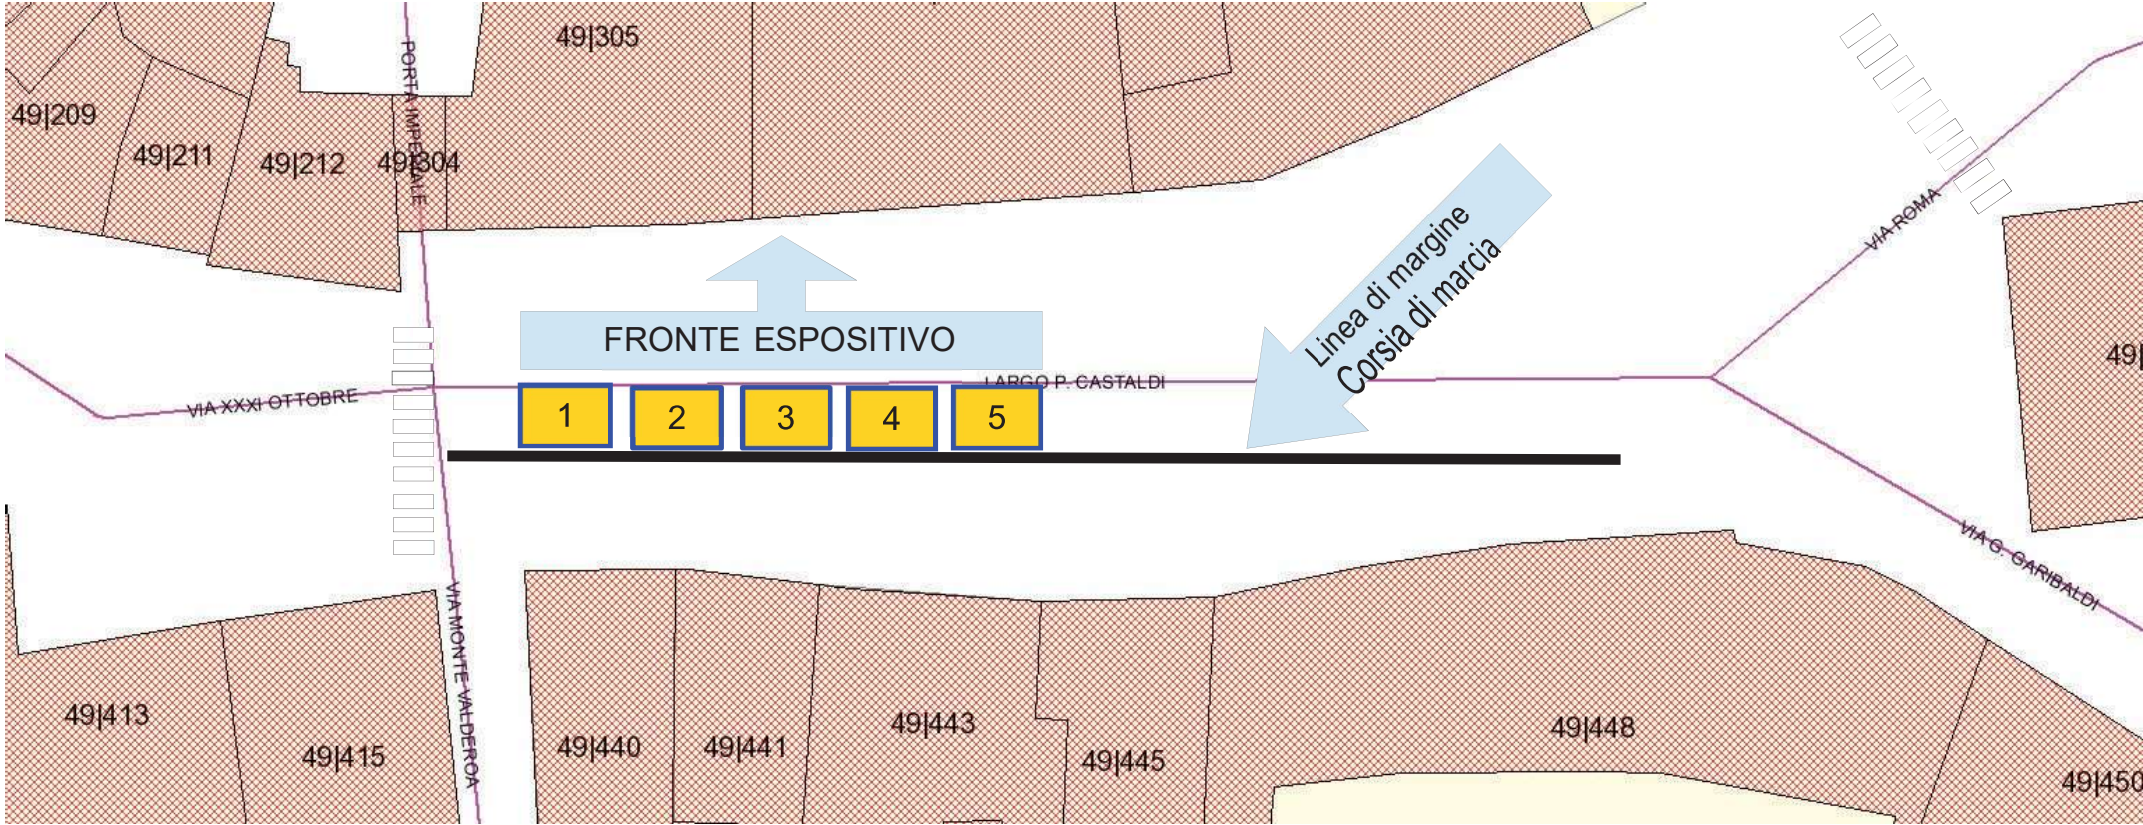 49|305
PORTA IMPERIALE
49|209
49|211
49|212
49|304
VIA ROMA
Linea di margine
Corsia di marcia
FRONTE ESPOSITIVO
49|
LARGO P. CASTALDI
VIA XXXI OTTOBRE
1
2
3
4
5
VIA G. GARIBALDI
VIA MONTE VALDEROA
49|413
49|415
49|440
49|441
49|443
49|445
49|448
49|450